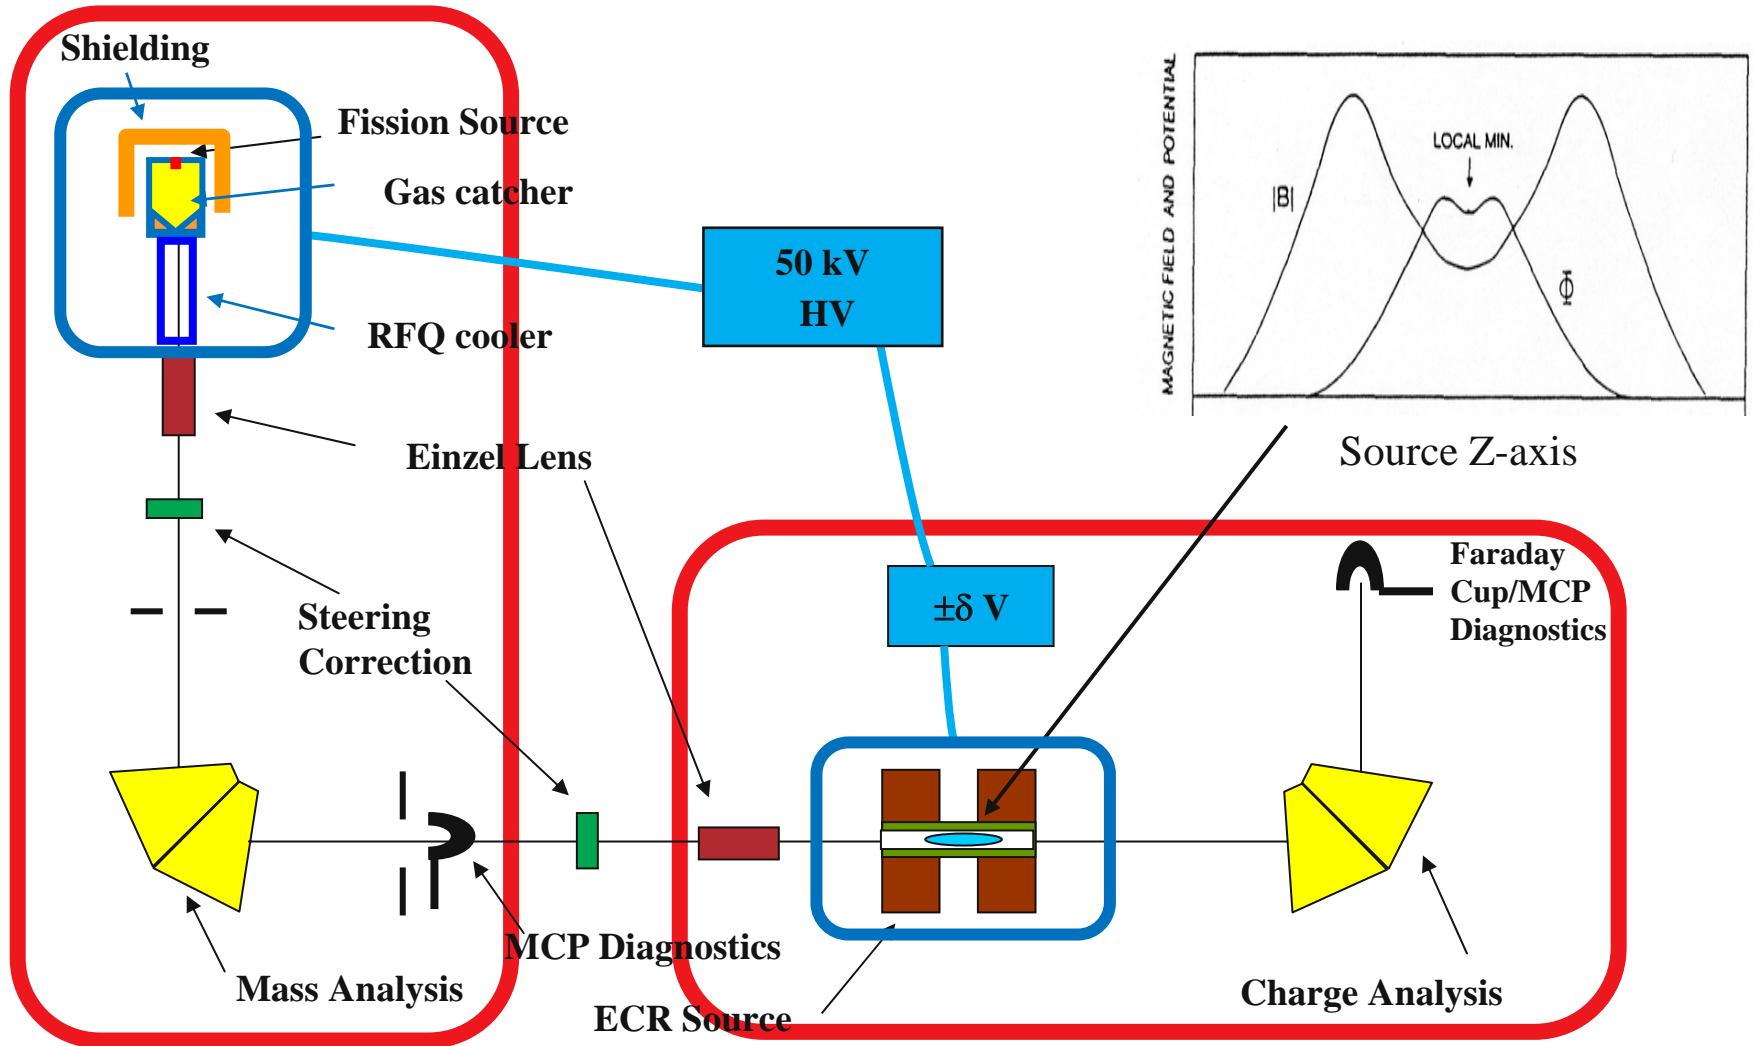 Shielding
Fission Source
Gas catcher
RFQ cooler
Einzel Lens
Steering
Correction
Mass Analysis
MCP Diagnostics
ECR Source
50 kV
HV
±δ V
MAGNETIC FIELD AND POTENTIAL
|B|
LOCAL MIN.
Φ
Source Z-axis
Faraday
Cup/MCP
Diagnostics
Charge Analysis